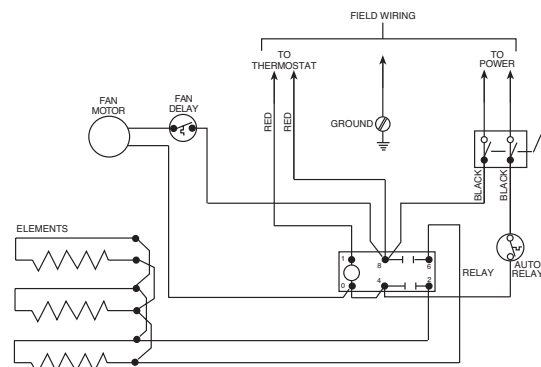 FIELD WIRING
TO
THERMOSTAT
TO
POWER
FAN
MOTOR
FAN
DELAY
RED
RED
GROUND
BLACK
BLACK
ELEMENTS
1
8
6
RELAY
AUTO
RELAY
0
4
2